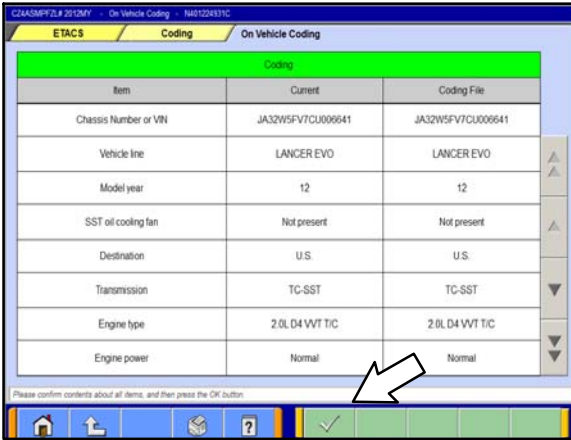 CZ4ASMPFZL# 2012MY - On Vehicle Coding - N401224931C
ETACS Coding On Vehicle Coding
Coding
Item Current Coding File
Chassis Number or VIN JA32W5FV7CU006641 JA32W5FV7CU006641
Vehicle line LANCER EVO LANCER EVO
Model year 12 12
SST oil cooling fan Not present Not present
Destination U.S. U.S.
Transmission TC-SST TC-SST
Engine type 2.0L D4 VVT T/C 2.0L D4 VVT T/C
Engine power Normal Normal
Please confirm contents about all items, and then press the OK button.
?